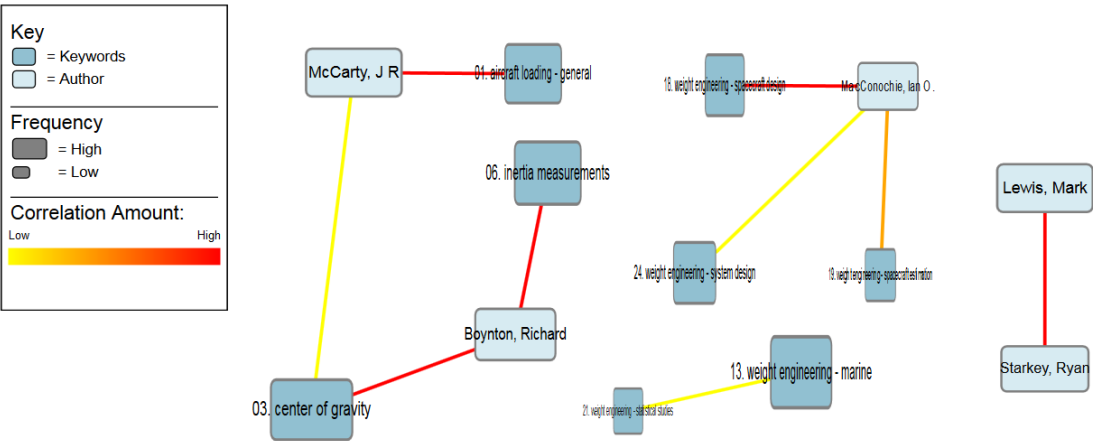 Key
= Keywords
= Author
Frequency
= High
= Low
Correlation Amount:
Low High
McCarty, J R
01. aircraft loading - general
06. inertia measurements
Boynton, Richard
03. center of gravity
18. weight engineering - spacecraft design
MacConochie, Ian O .
24. weight engineering - system design
19. weight engineering - spacecraft estimation
13. weight engineering - marine
21. weight engineering - statistical studies
Lewis, Mark
Starkey, Ryan